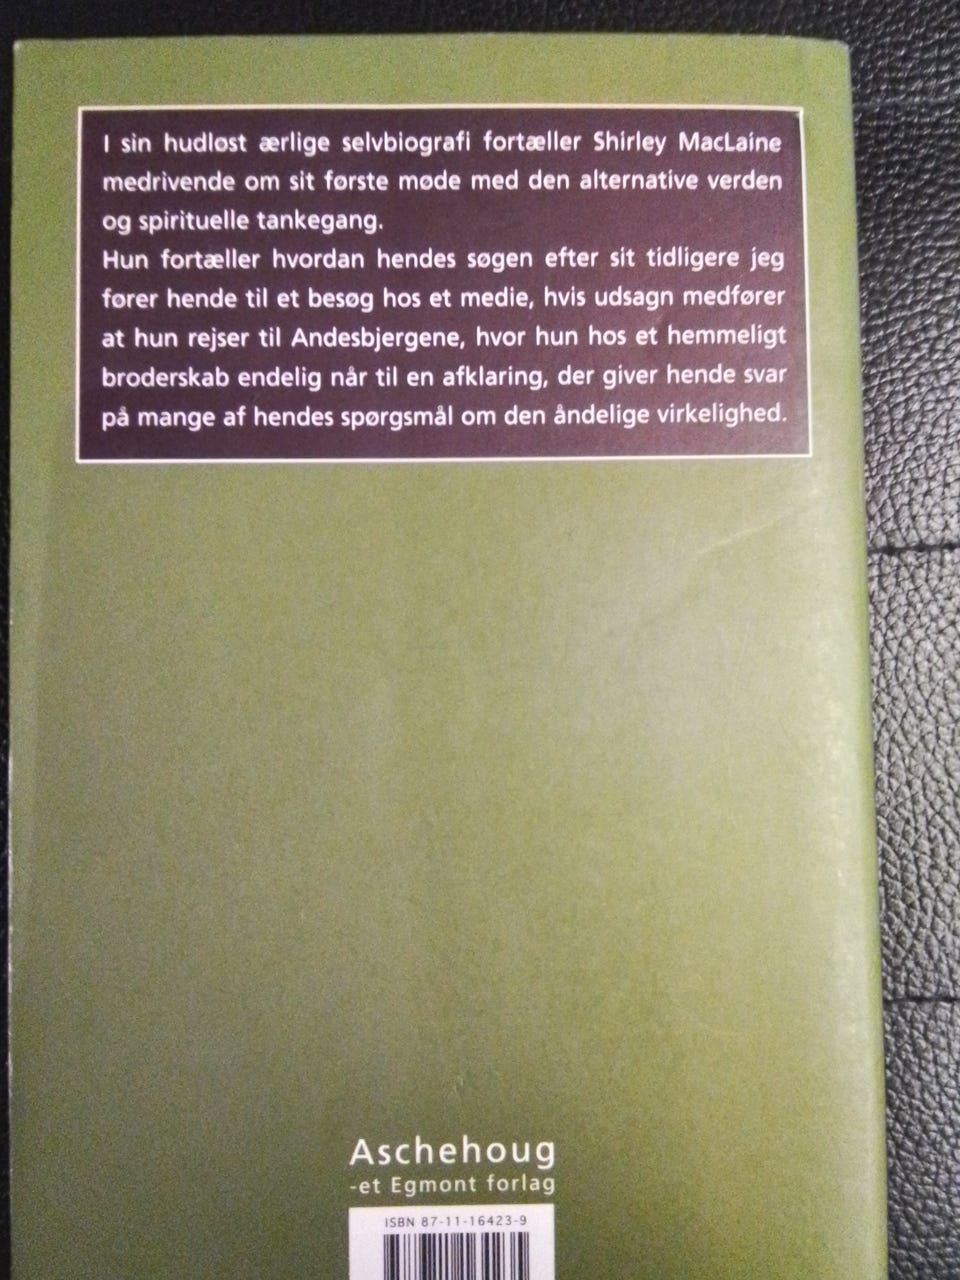 I sin hudløst ærlige selvbiografi fortæller Shirley MacLaine
medrivende om sit første møde med den alternative verden
og spirituelle tankegang.
Hun fortæller hvordan hendes søgen efter sit tidligere jeg
fører hende til et besøg hos et medie, hvis udsagn medfører
at hun rejser til Andesbjergene, hvor hun hos et hemmeligt
broderskab endelig når til en afklaring, der giver hende svar
på mange af hendes spørgsmål om den åndelige virkelighed.
Aschehoug
-et Egmont forlag
ISBN 87-11-16423-9